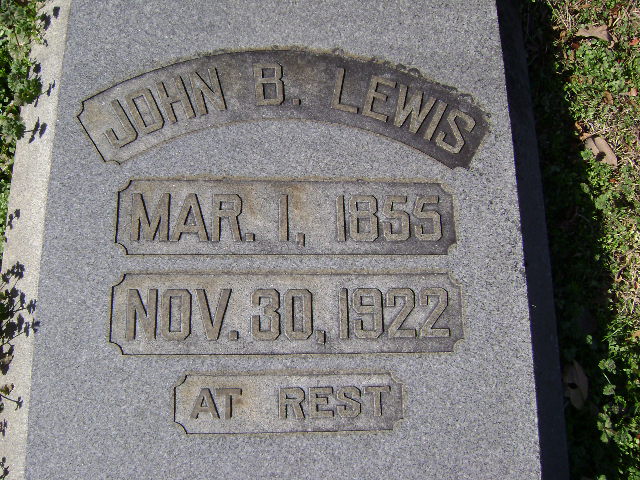 JOHN B. LEWIS
MAR. 1, 1855
NOV. 30, 1922
AT REST